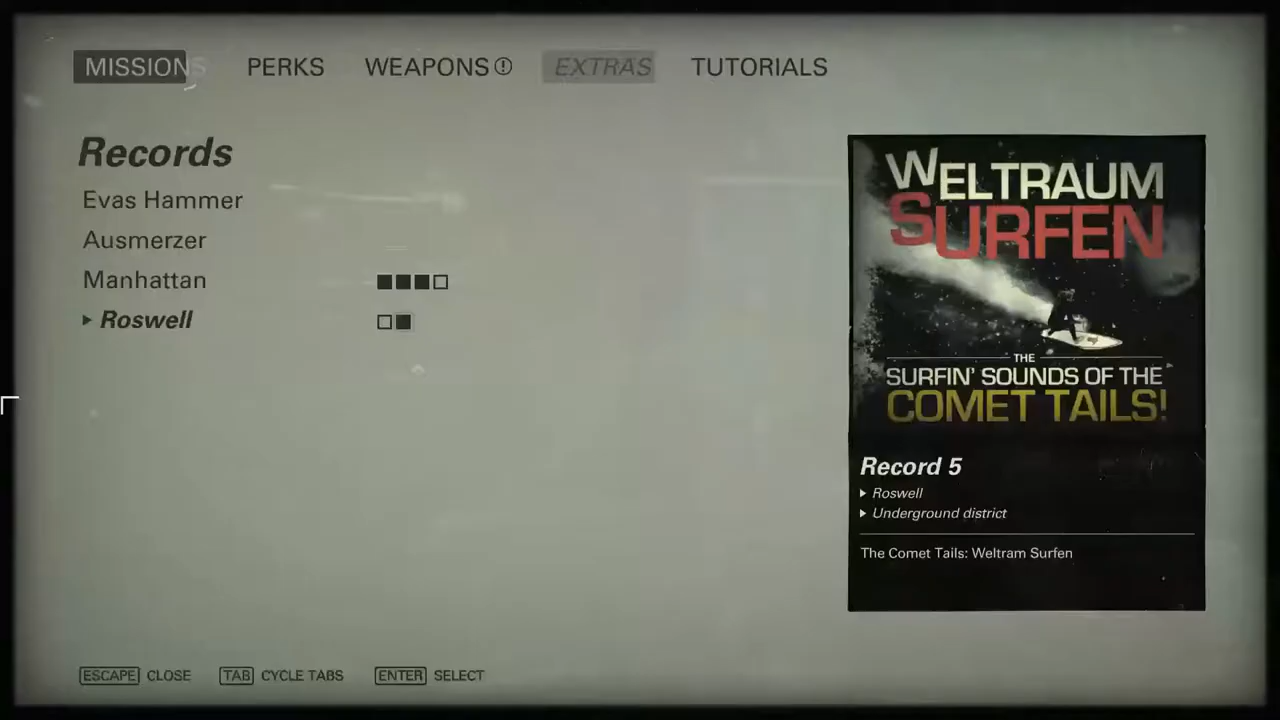 MISSIONS PERKS WEAPONS EXTRAS TUTORIALS
Records
Evas Hammer
Ausmerzer
Manhattan
Roswell
WELTRAUM
SURFEN
THE
SURFIN' SOUNDS OF THE
COMET TAILS!
Record 5
Roswell
Underground district
The Comet Tails: Weltram Surfen
ESCAPE CLOSE TAB CYCLE TABS ENTER SELECT